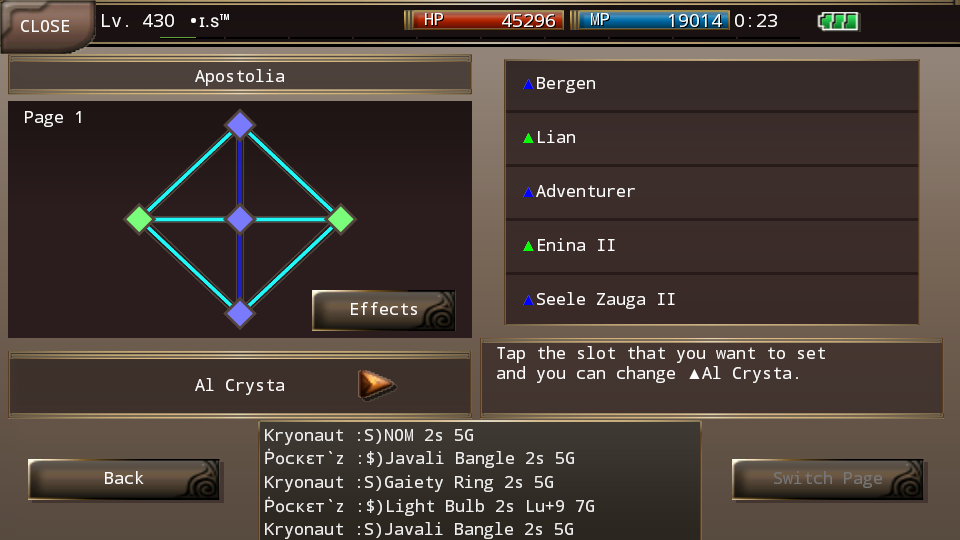 CLOSE
Lv. 430 •ɪ.s™
HP 45296
MP 19014
0:23
Apostolia
Page 1
Effects
Al Crysta
Back
▲Bergen
▲Lian
▲Adventurer
▲Enina II
▲Seele Zauga II
Tap the slot that you want to set
and you can change ▲Al Crysta.
Kryonaut :S)NOM 2s 5G
Ṗocĸεт`z :$)Javali Bangle 2s 5G
Kryonaut :S)Gaiety Ring 2s 5G
Ṗocĸεт`z :$)Light Bulb 2s Lu+9 7G
Kryonaut :S)Javali Bangle 2s 5G
Switch Page